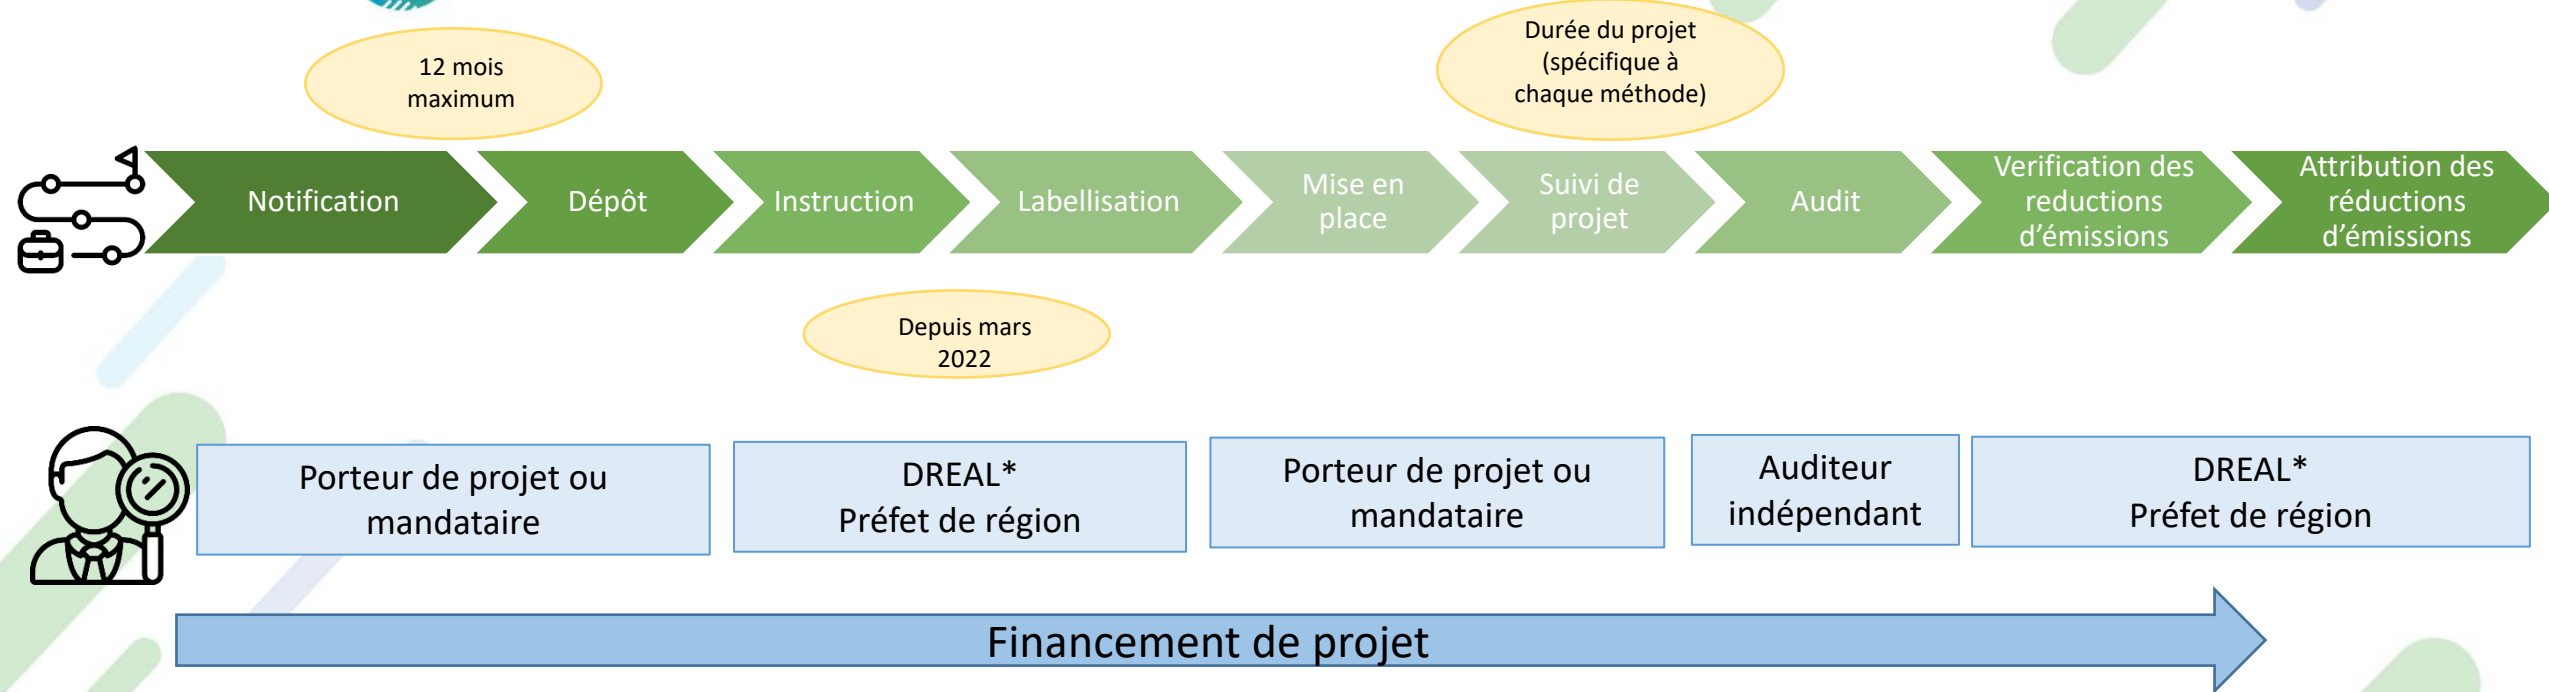 12 mois
maximum
Durée du projet
(spécifique à
chaque méthode)
Notification
Dépôt
Instruction
Labellisation
Mise en
place
Suivi de
projet
Audit
Verification des
reductions
d'émissions
Attribution des
réductions
d'émissions
Depuis mars
2022
Porteur de projet ou
mandataire
DREAL*
Préfet de région
Porteur de projet ou
mandataire
Auditeur
indépendant
DREAL*
Préfet de région
Financement de projet